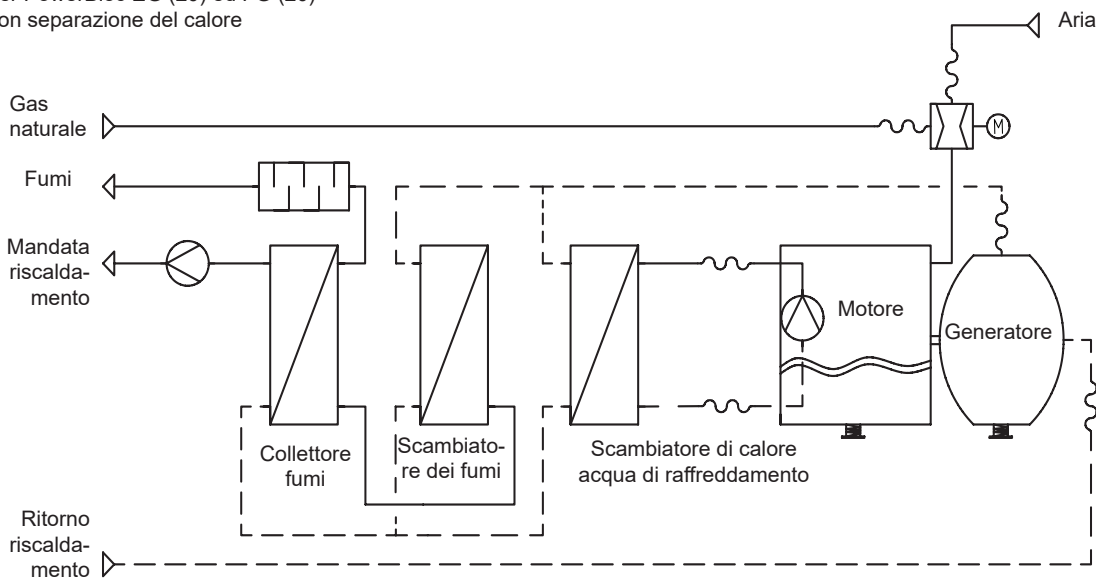 on separazione del calore
Aria
Gas
naturale
M
Fumi
Mandata
riscalda-
mento
Motore
Generatore
Collettore
fumi
Scambiato-
re dei fumi
Scambiatore di calore
acqua di raffreddamento
Ritorno
riscalda-
mento